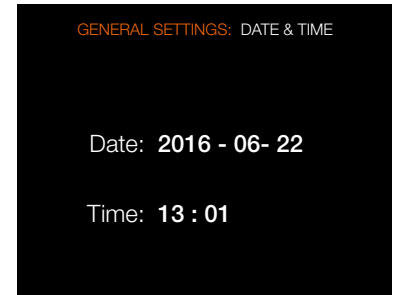 GENERAL SETTINGS: DATE & TIME
Date: 2016 - 06- 22
Time: 13 : 01